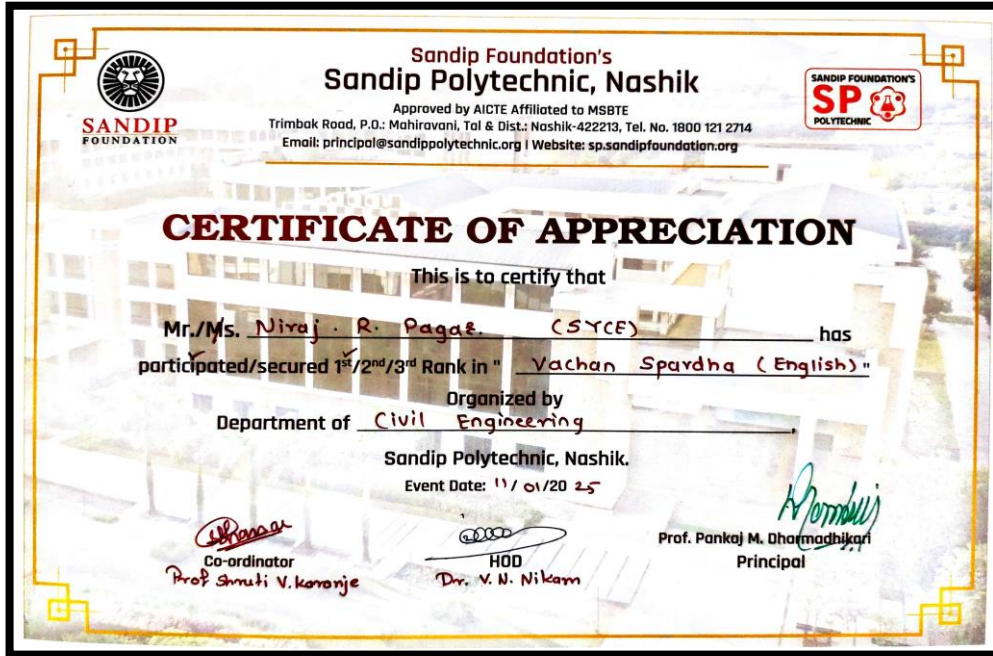 SANDIP
FOUNDATION
Sandip Foundation's
Sandip Polytechnic, Nashik
Approved by AICTE Affiliated to MSBTE
Trimbak Road, P.O.: Mahiravani, Tal & Dist.: Nashik-422213, Tel. No. 1800 121 2714
Email: principal@sandippolytechnic.org | Website: sp.sandipfoundation.org
SANDIP FOUNDATION'S
SP
POLYTECHNIC
CERTIFICATE OF APPRECIATION
This is to certify that
Mr./Ms. Niraj . R. Pagar. (SYCE) has
participated/secured 1st/2nd/3rd Rank in " Vachan Spardha (English) "
Organized by
Department of Civil Engineering.
Sandip Polytechnic, Nashik.
Event Date: 11/01/2025
Co-ordinator
Prof Shruti V. Karanje
HOD
Dr. V. N. Nikam
Prof. Pankaj M. Dharmadhikari
Principal